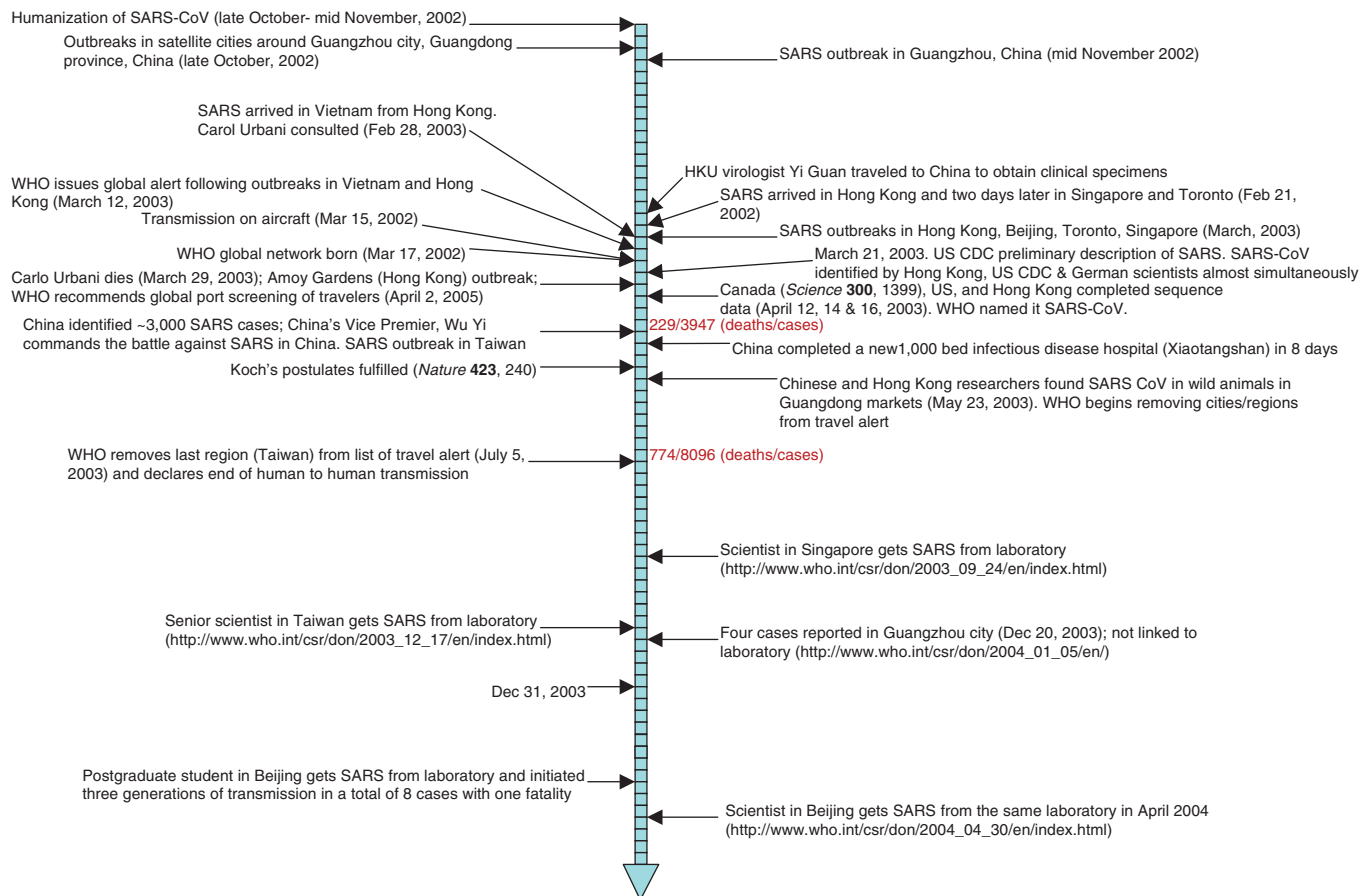 Humanization of SARS-CoV (late October- mid November, 2002)
Outbreaks in satellite cities around Guangzhou city, Guangdong
province, China (late October, 2002)
SARS outbreak in Guangzhou, China (mid November 2002)
SARS arrived in Vietnam from Hong Kong.
Carol Urbani consulted (Feb 28, 2003)
HKU virologist Yi Guan traveled to China to obtain clinical specimens
WHO issues global alert following outbreaks in Vietnam and Hong
Kong (March 12, 2003)
SARS arrived in Hong Kong and two days later in Singapore and Toronto (Feb 21,
2002)
Transmission on aircraft (Mar 15, 2002)
SARS outbreaks in Hong Kong, Beijing, Toronto, Singapore (March, 2003)
WHO global network born (Mar 17, 2002)
March 21, 2003. US CDC preliminary description of SARS. SARS-CoV
identified by Hong Kong, US CDC & German scientists almost simultaneously
Carlo Urbani dies (March 29, 2003); Amoy Gardens (Hong Kong) outbreak;
WHO recommends global port screening of travelers (April 2, 2005)
Canada (Science 300, 1399), US, and Hong Kong completed sequence
data (April 12, 14 & 16, 2003). WHO named it SARS-CoV.
China identified ~3,000 SARS cases; China's Vice Premier, Wu Yi
commands the battle against SARS in China. SARS outbreak in Taiwan
229/3947 (deaths/cases)
China completed a new1,000 bed infectious disease hospital (Xiaotangshan) in 8 days
Koch's postulates fulfilled (Nature 423, 240)
Chinese and Hong Kong researchers found SARS CoV in wild animals in
Guangdong markets (May 23, 2003). WHO begins removing cities/regions
from travel alert
WHO removes last region (Taiwan) from list of travel alert (July 5,
2003) and declares end of human to human transmission
774/8096 (deaths/cases)
Scientist in Singapore gets SARS from laboratory
(http://www.who.int/csr/don/2003_09_24/en/index.html)
Senior scientist in Taiwan gets SARS from laboratory
(http://www.who.int/csr/don/2003_12_17/en/index.html)
Four cases reported in Guangzhou city (Dec 20, 2003); not linked to
laboratory (http://www.who.int/csr/don/2004_01_05/en/)
Dec 31, 2003
Postgraduate student in Beijing gets SARS from laboratory and initiated
three generations of transmission in a total of 8 cases with one fatality
Scientist in Beijing gets SARS from the same laboratory in April 2004
(http://www.who.int/csr/don/2004_04_30/en/index.html)